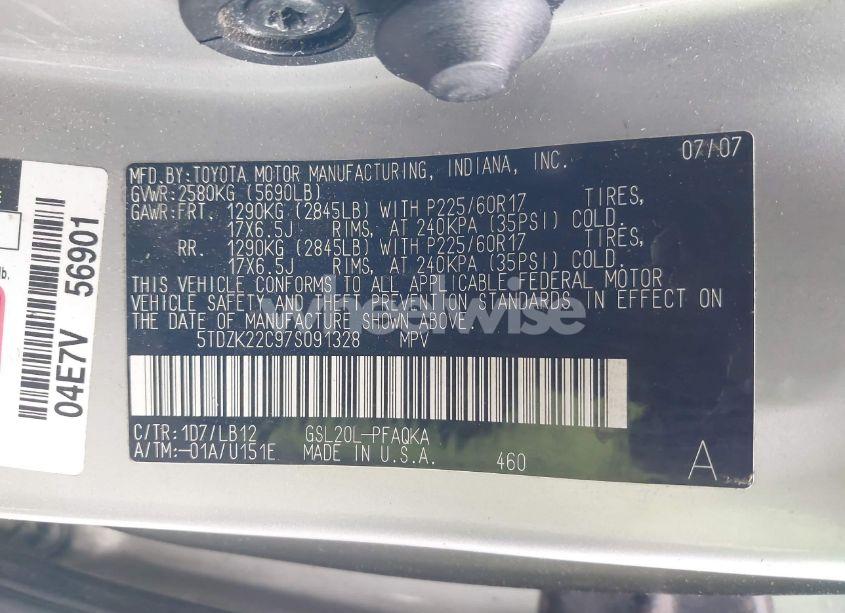 MFD.BY:TOYOTA MOTOR MANUFACTURING, INDIANA, INC. 07/07
GVWR:2580KG (5690LB)
GAWR:FRT. 1290KG (2845LB) WITH P225/60R17 TIRES,
17X6.5J RIMS, AT 240KPA (35PSI) COLD.
RR. 1290KG (2845LB) WITH P225/60R17 TIRES,
17X6.5J RIMS, AT 240KPA (35PSI) COLD.
THIS VEHICLE CONFORMS TO ALL APPLICABLE FEDERAL MOTOR
VEHICLE SAFETY AND THEFT PREVENTION STANDARDS IN EFFECT ON
THE DATE OF MANUFACTURE SHOWN ABOVE.
5TDZK22C97S091328 MPV
C/TR:1D7/LB12 GSL20L-PFAQKA
A/TM:-01A/U151E MADE IN U.S.A. 460 A
04E7V 56901
lb.
wheelwise